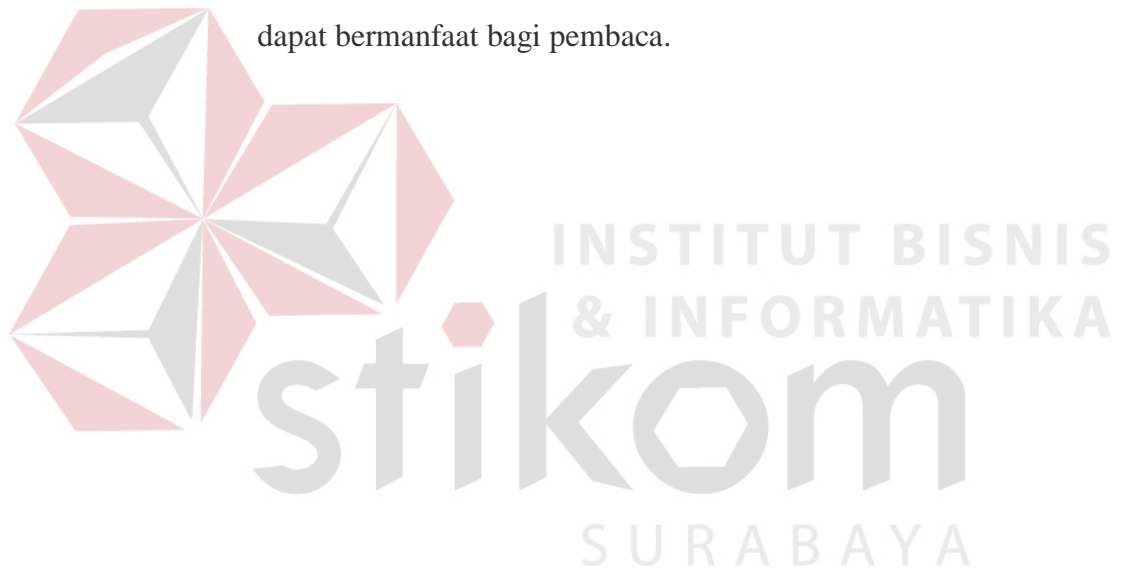 dapat bermanfaat bagi pembaca.
INSTITUT BISNIS
& INFORMATIKA
stikom
SURABAYA